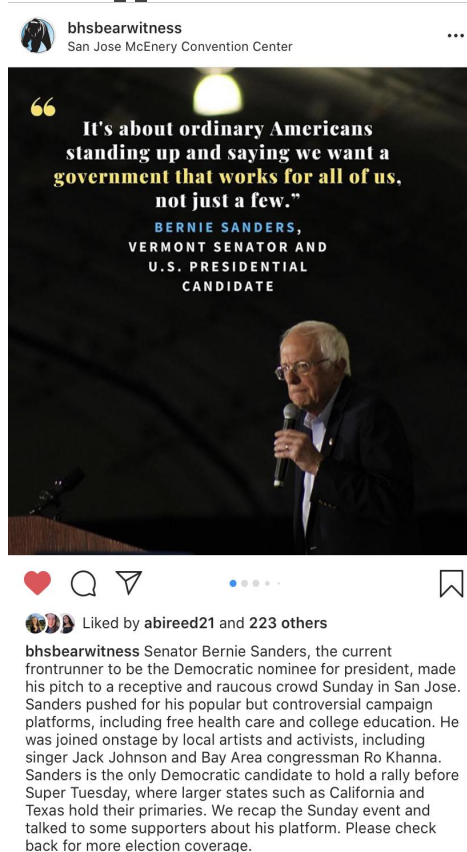 hhsbearwitness
San Jose McEnery Convention Center
“
It's about ordinary Americans
standing up and saying we want a
government that works for all of us,
not just a few.”
BERNIE SANDERS,
VERMONT SENATOR AND
U.S. PRESIDENTIAL
CANDIDATE
Liked by abireed21 and 223 others
bhsbearwitness Senator Bernie Sanders, the current
frontrunner to be the Democratic nominee for president, made
his pitch to a receptive and raucous crowd Sunday in San Jose.
Sanders pushed for his popular but controversial campaign
platforms, including free health care and college education. He
was joined onstage by local artists and activists, including
singer Jack Johnson and Bay Area congressman Ro Khanna.
Sanders is the only Democratic candidate to hold a rally before
Super Tuesday, where larger states such as California and
Texas hold their primaries. We recap the Sunday event and
talked to some supporters about his platform. Please check
back for more election coverage.